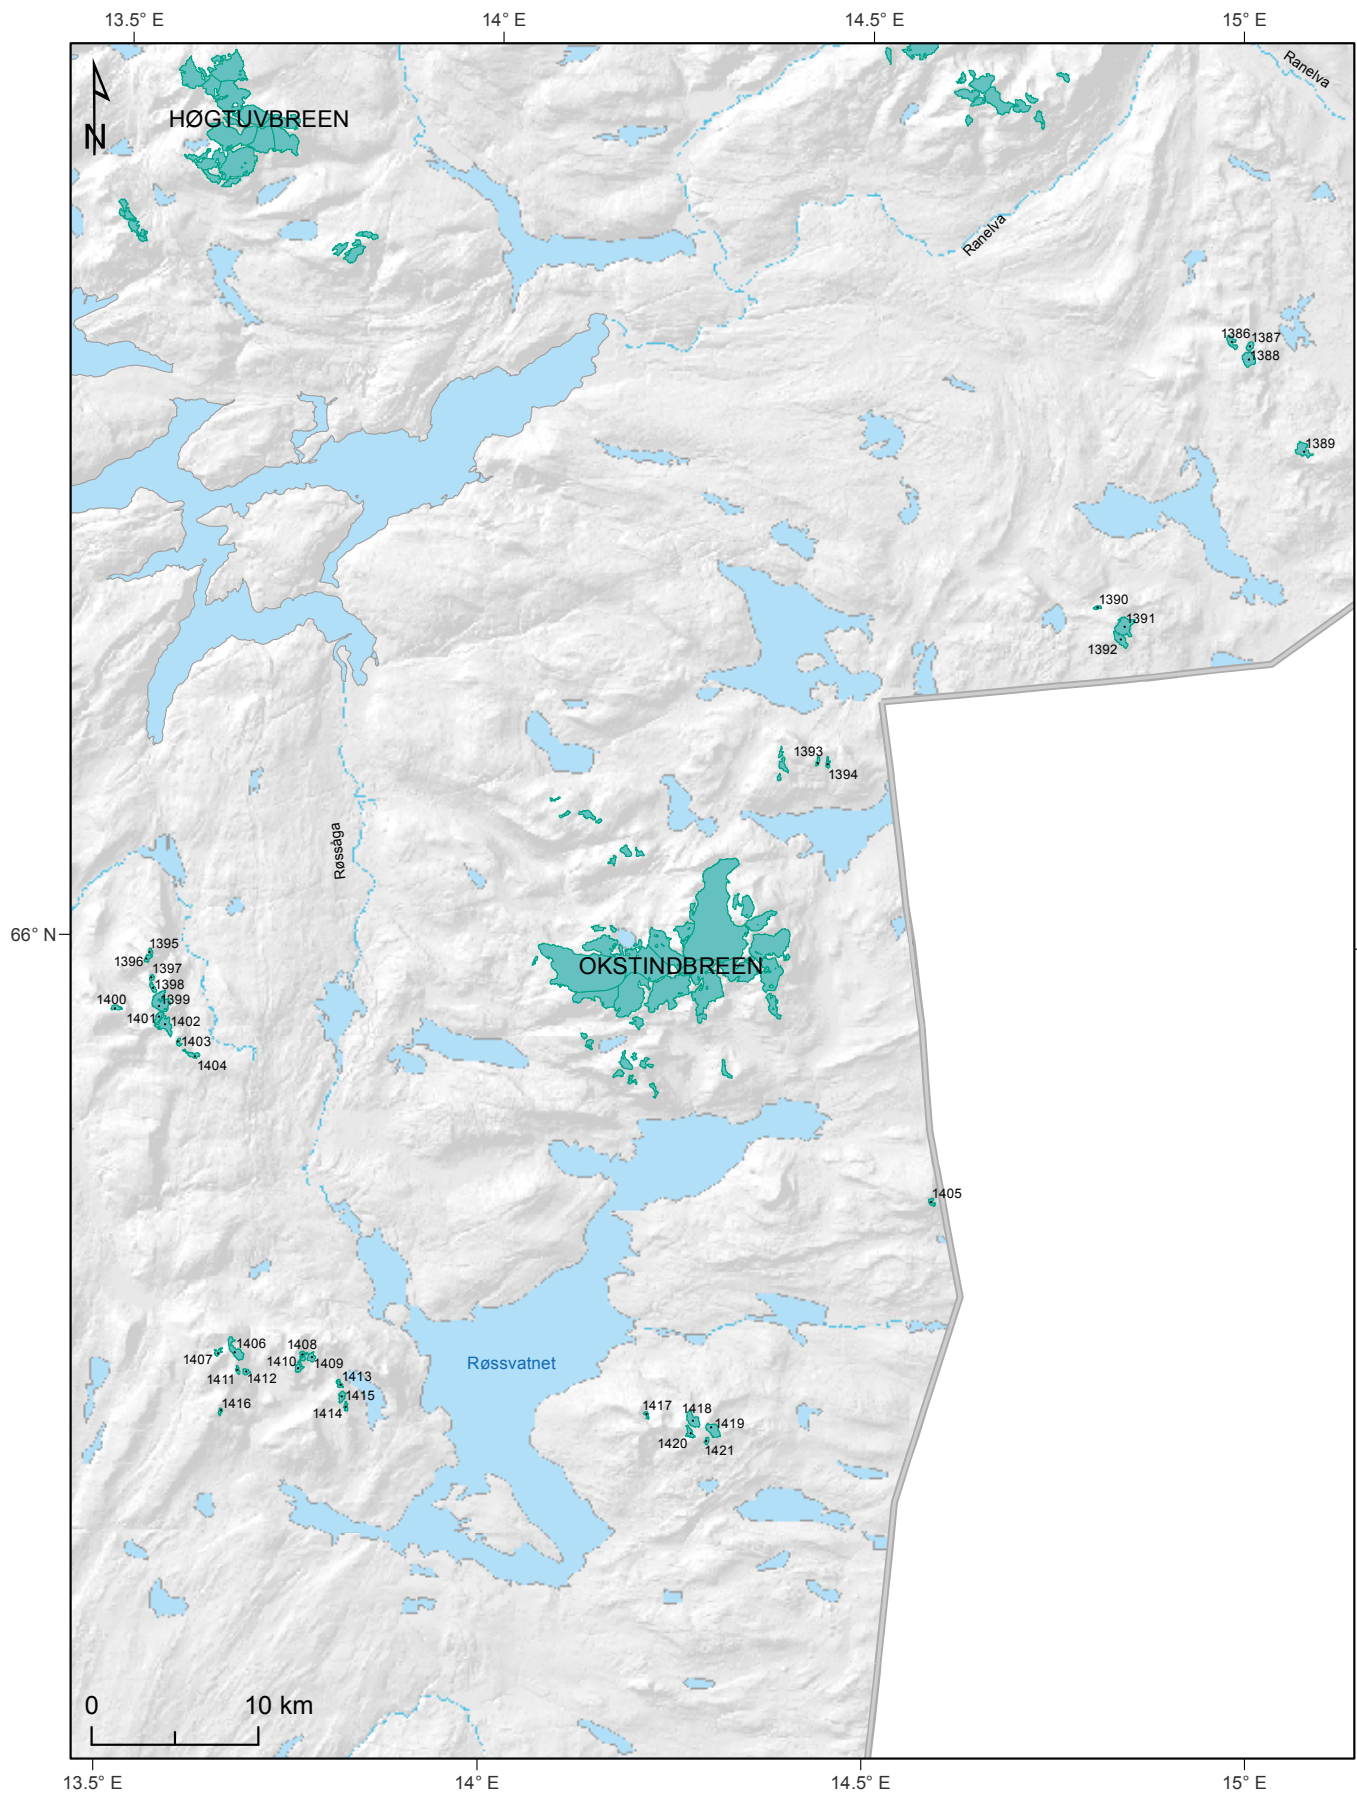 13.5° E
14° E
14.5° E
15° E
Ranelva
HØGTUVBREEN
N
Ranelva
1386
1387
1388
1389
1390
1391
1392
1393
1394
Røssåga
66° N
OKSTINDBREEN
1395
1396
1397
1398
1400
1399
1401
1402
1403
1404
1405
1406
1408
1407
1410
1409
1411
1412
1413
1415
1416
1414
Røssvatnet
1417
1418
1419
1420
1421
0
10 km
13.5° E
14° E
14.5° E
15° E